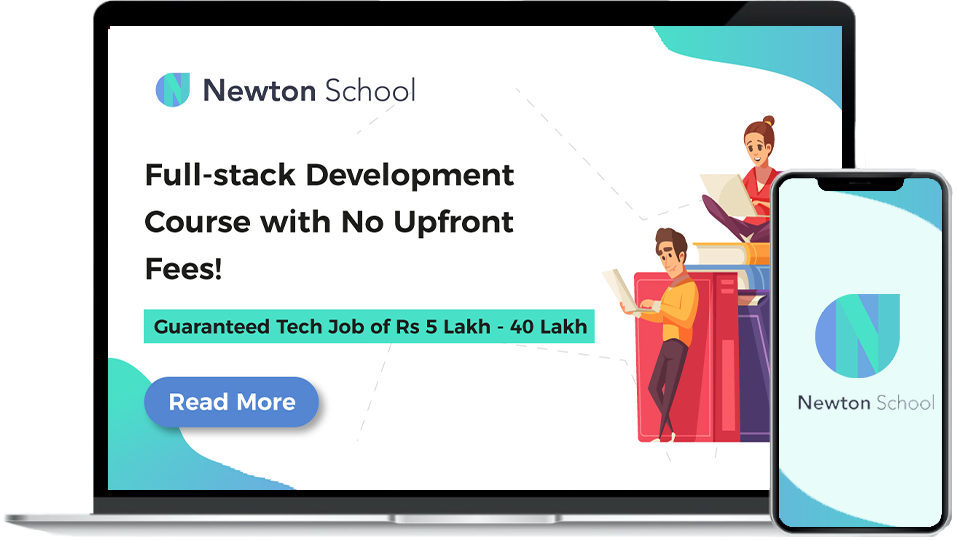 Newton School
Full-stack Development
Course with No Upfront
Fees!
Guaranteed Tech Job of Rs 5 Lakh - 40 Lakh
Read More
Newton School